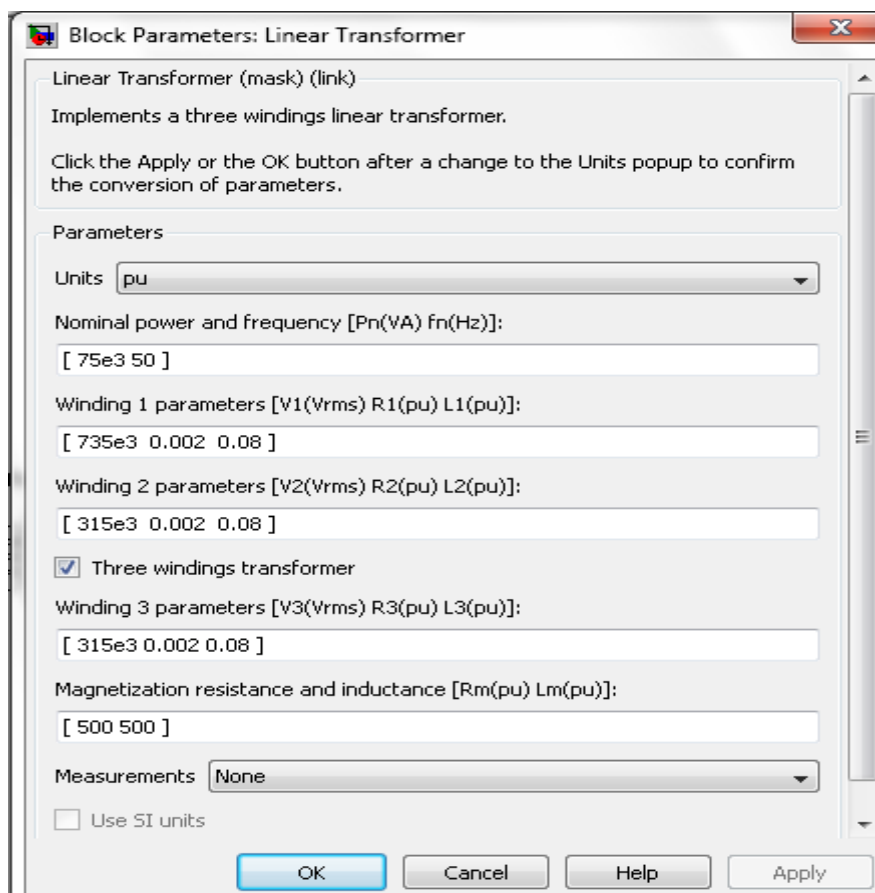 Block Parameters: Linear Transformer
Linear Transformer (mask) (link)
Implements a three windings linear transformer.
Click the Apply or the OK button after a change to the Units popup to confirm
the conversion of parameters.
Parameters
Units pu
Nominal power and frequency [Pn(VA) fn(Hz)]:
[ 75e3 50 ]
Winding 1 parameters [V1(Vrms) R1(pu) L1(pu)]:
[ 735e3  0.002  0.08 ]
Winding 2 parameters [V2(Vrms) R2(pu) L2(pu)]:
[ 315e3  0.002  0.08 ]
Three windings transformer
Winding 3 parameters [V3(Vrms) R3(pu) L3(pu)]:
[ 315e3 0.002 0.08 ]
Magnetization resistance and inductance [Rm(pu) Lm(pu)]:
[ 500 500 ]
Measurements None
Use SI units
OK Cancel Help Apply